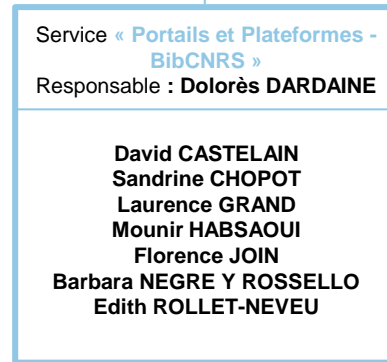 Service « Portails et Plateformes -
BibCNRS »
Responsable : Dolorès DARDAINE
David CASTELAIN
Sandrine CHOPOT
Laurence GRAND
Mounir HABSAOUI
Florence JOIN
Barbara NEGRE Y ROSSELLO
Edith ROLLET-NEVEU